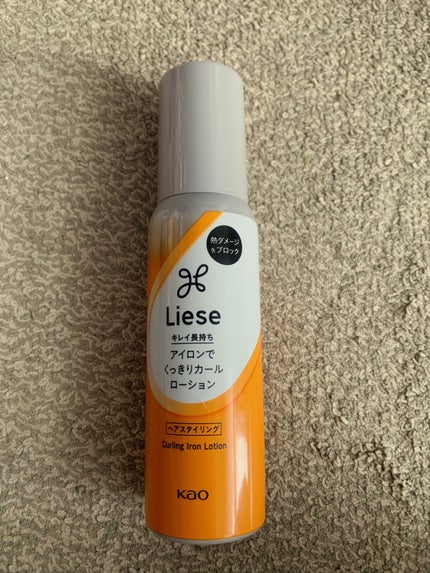 熱ダメージ
をブロック
Liese
キレイ長持ち
アイロンで
くっきりカール
ローション
ヘアスタイリング
Curling Iron Lotion
Kao